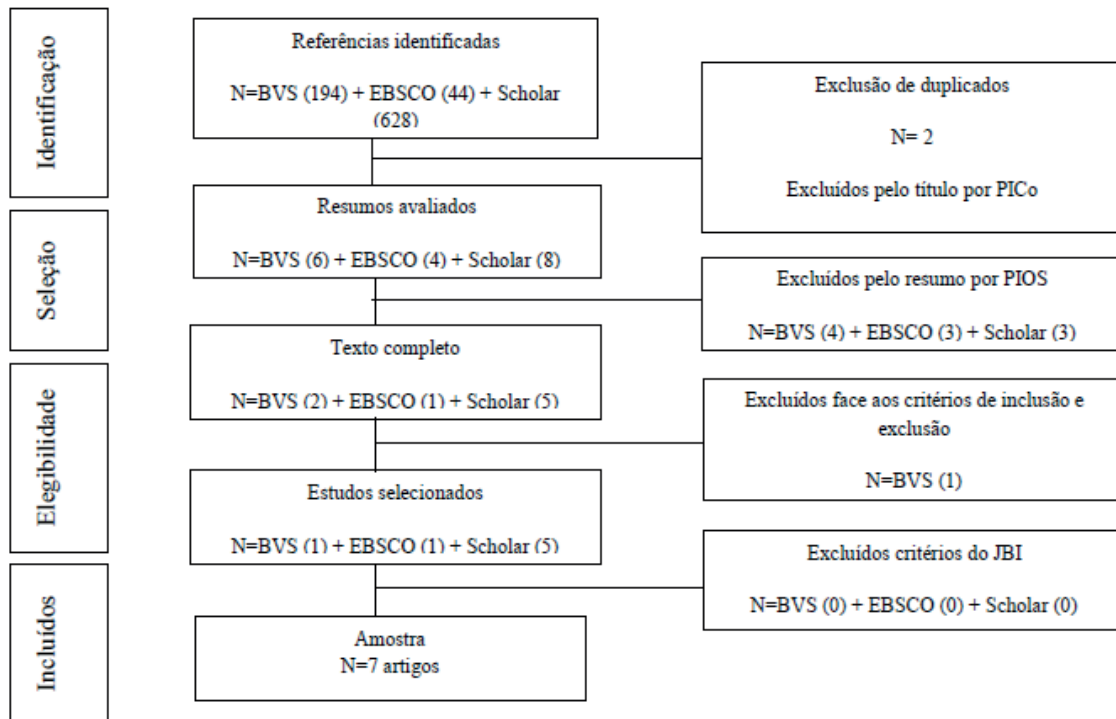 Identificação
Referências identificadas
N=BVS (194) + EBSCO (44) + Scholar
(628)
Exclusão de duplicados
N= 2
Excluídos pelo título por PICo
Seleção
Resumos avaliados
N=BVS (6) + EBSCO (4) + Scholar (8)
Excluídos pelo resumo por PIOS
N=BVS (4) + EBSCO (3) + Scholar (3)
Texto completo
N=BVS (2) + EBSCO (1) + Scholar (5)
Elegibilidade
Excluídos face aos critérios de inclusão e
exclusão
N=BVS (1)
Estudos selecionados
N=BVS (1) + EBSCO (1) + Scholar (5)
Excluídos critérios do JBI
N=BVS (0) + EBSCO (0) + Scholar (0)
Incluídos
Amostra
N=7 artigos